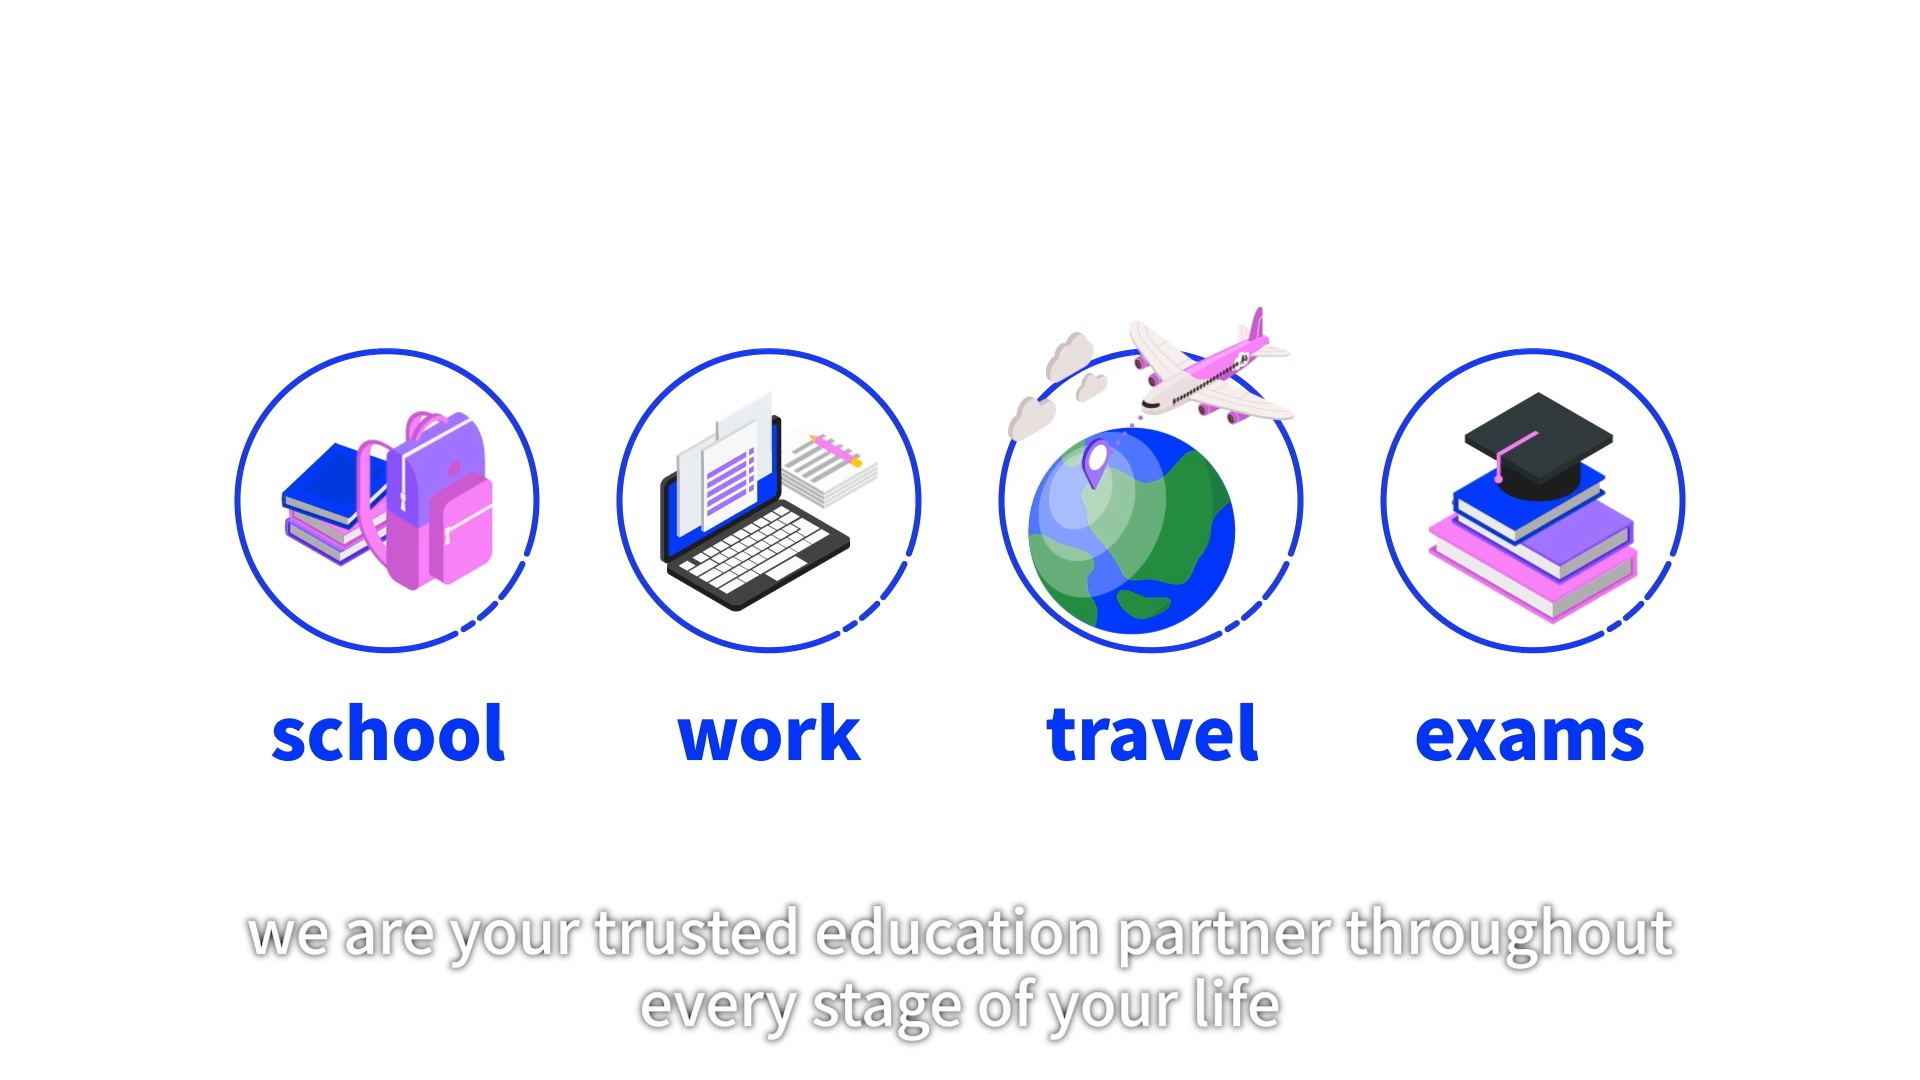 school
work
travel
exams
we are your trusted education partner throughout
every stage of your life